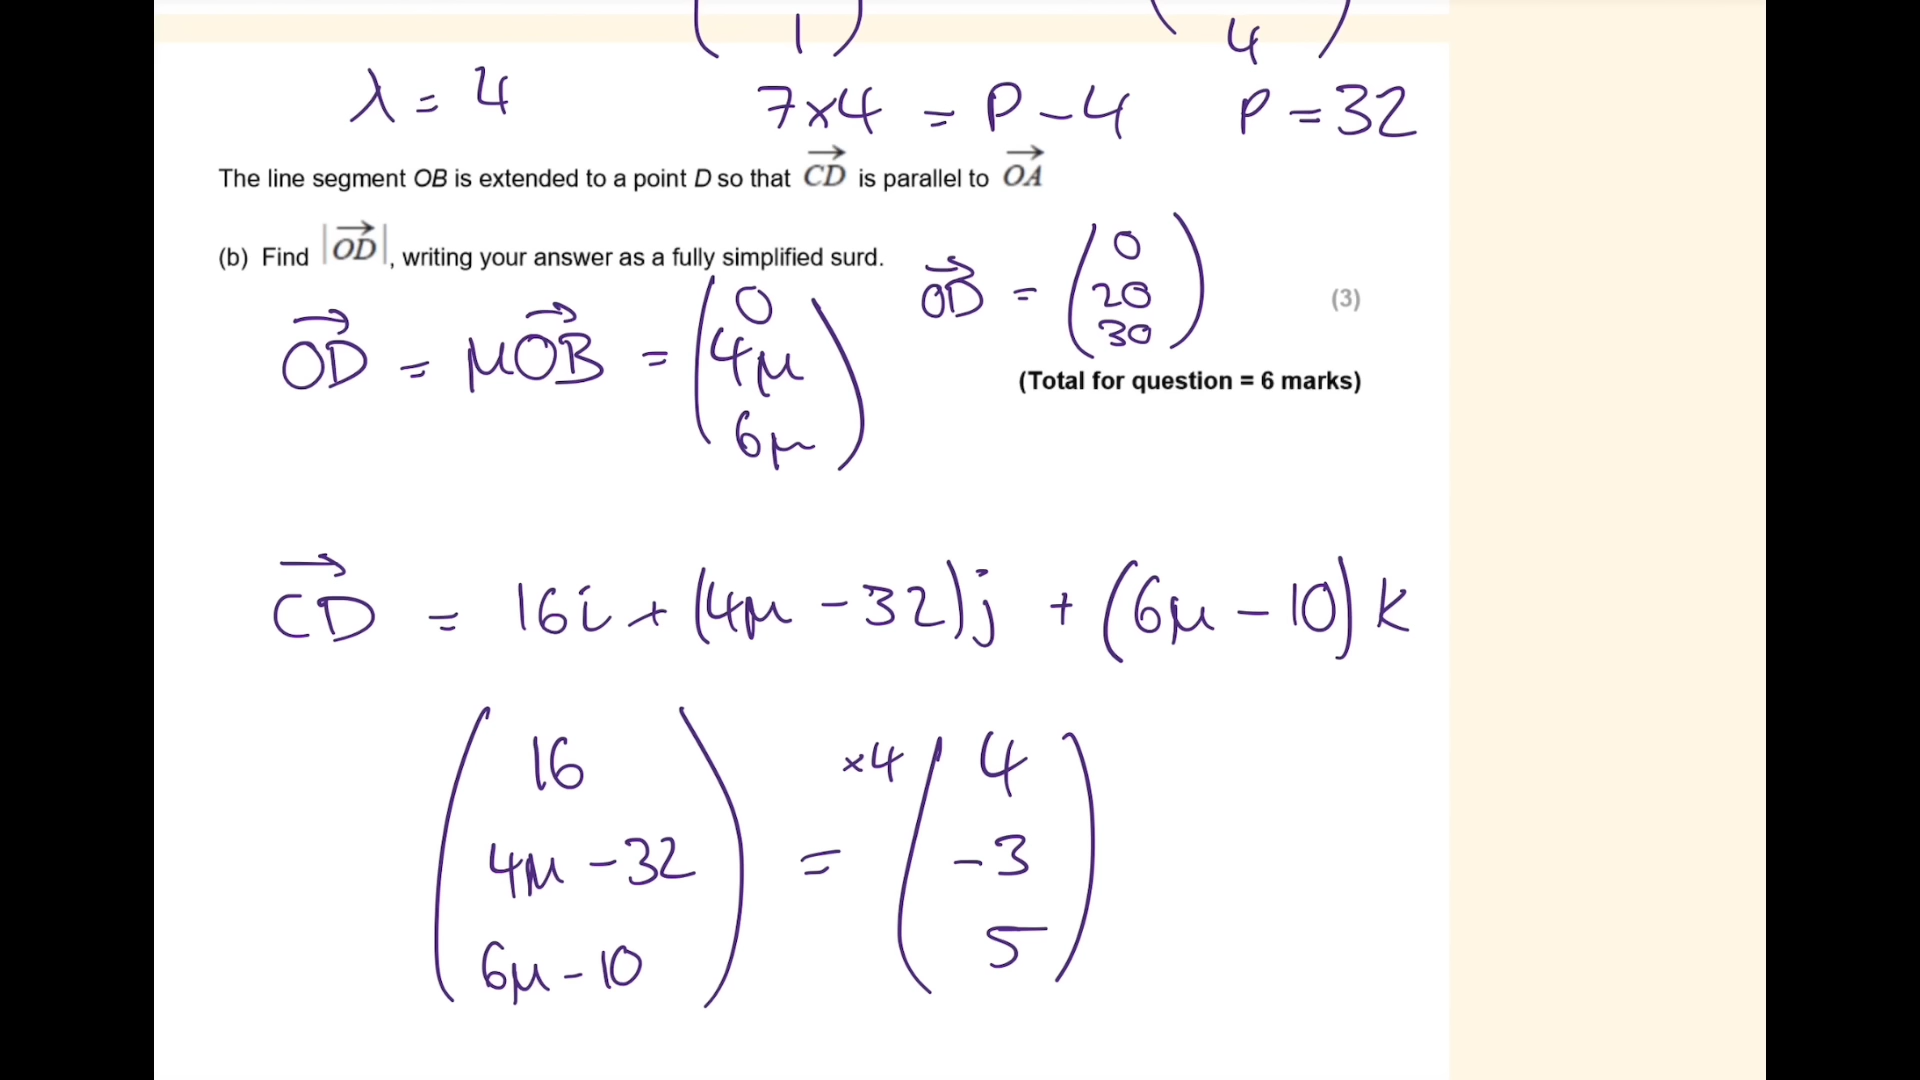 ( 1 ) ( 4 )
λ = 4 7×4 = P - 4 P = 32
The line segment OB is extended to a point D so that CD is parallel to OA
(b) Find |OD|, writing your answer as a fully simplified surd.
OD = (0 20 30)
(3)
OD = μOB = (0 4μ 6μ)
(Total for question = 6 marks)
CD = 16i + (4μ - 32)j + (6μ - 10)k
(16 4μ - 32 6μ - 10) = ×4 (4 -3 5)